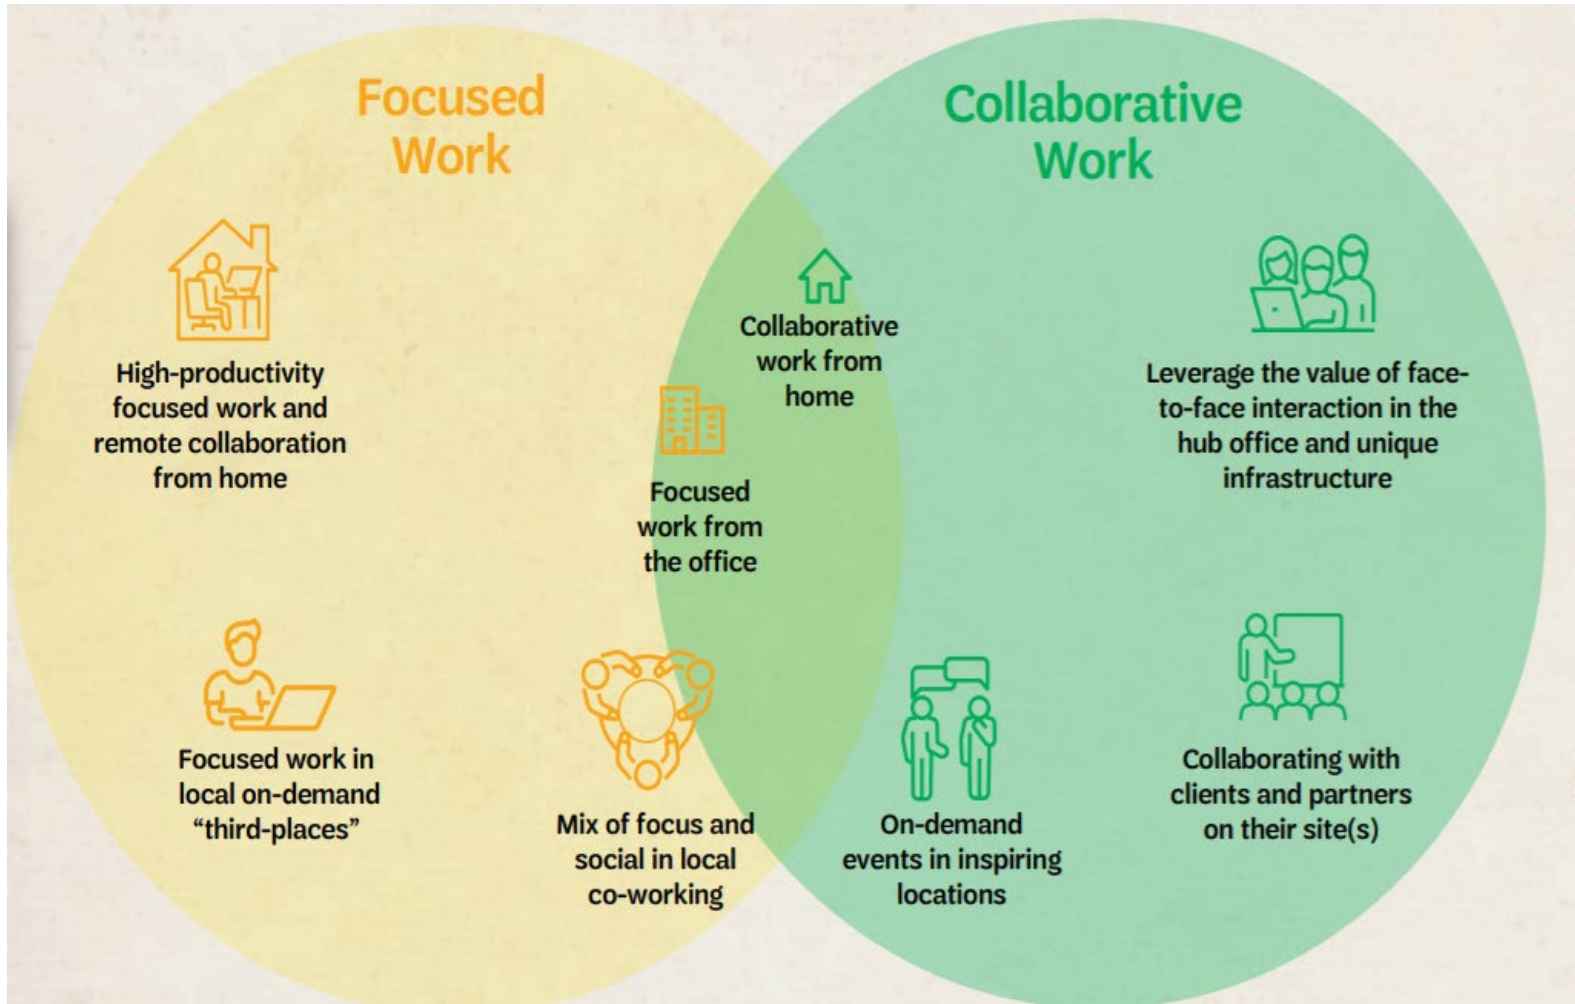 Focused
Work
Collaborative
Work
High-productivity
focused work and
remote collaboration
from home
Collaborative
work from
home
Focused
work from
the office
Leverage the value of face-
to-face interaction in the
hub office and unique
infrastructure
Focused work in
local on-demand
“third-places”
Mix of focus and
social in local
co-working
On-demand
events in inspiring
locations
Collaborating with
clients and partners
on their site(s)